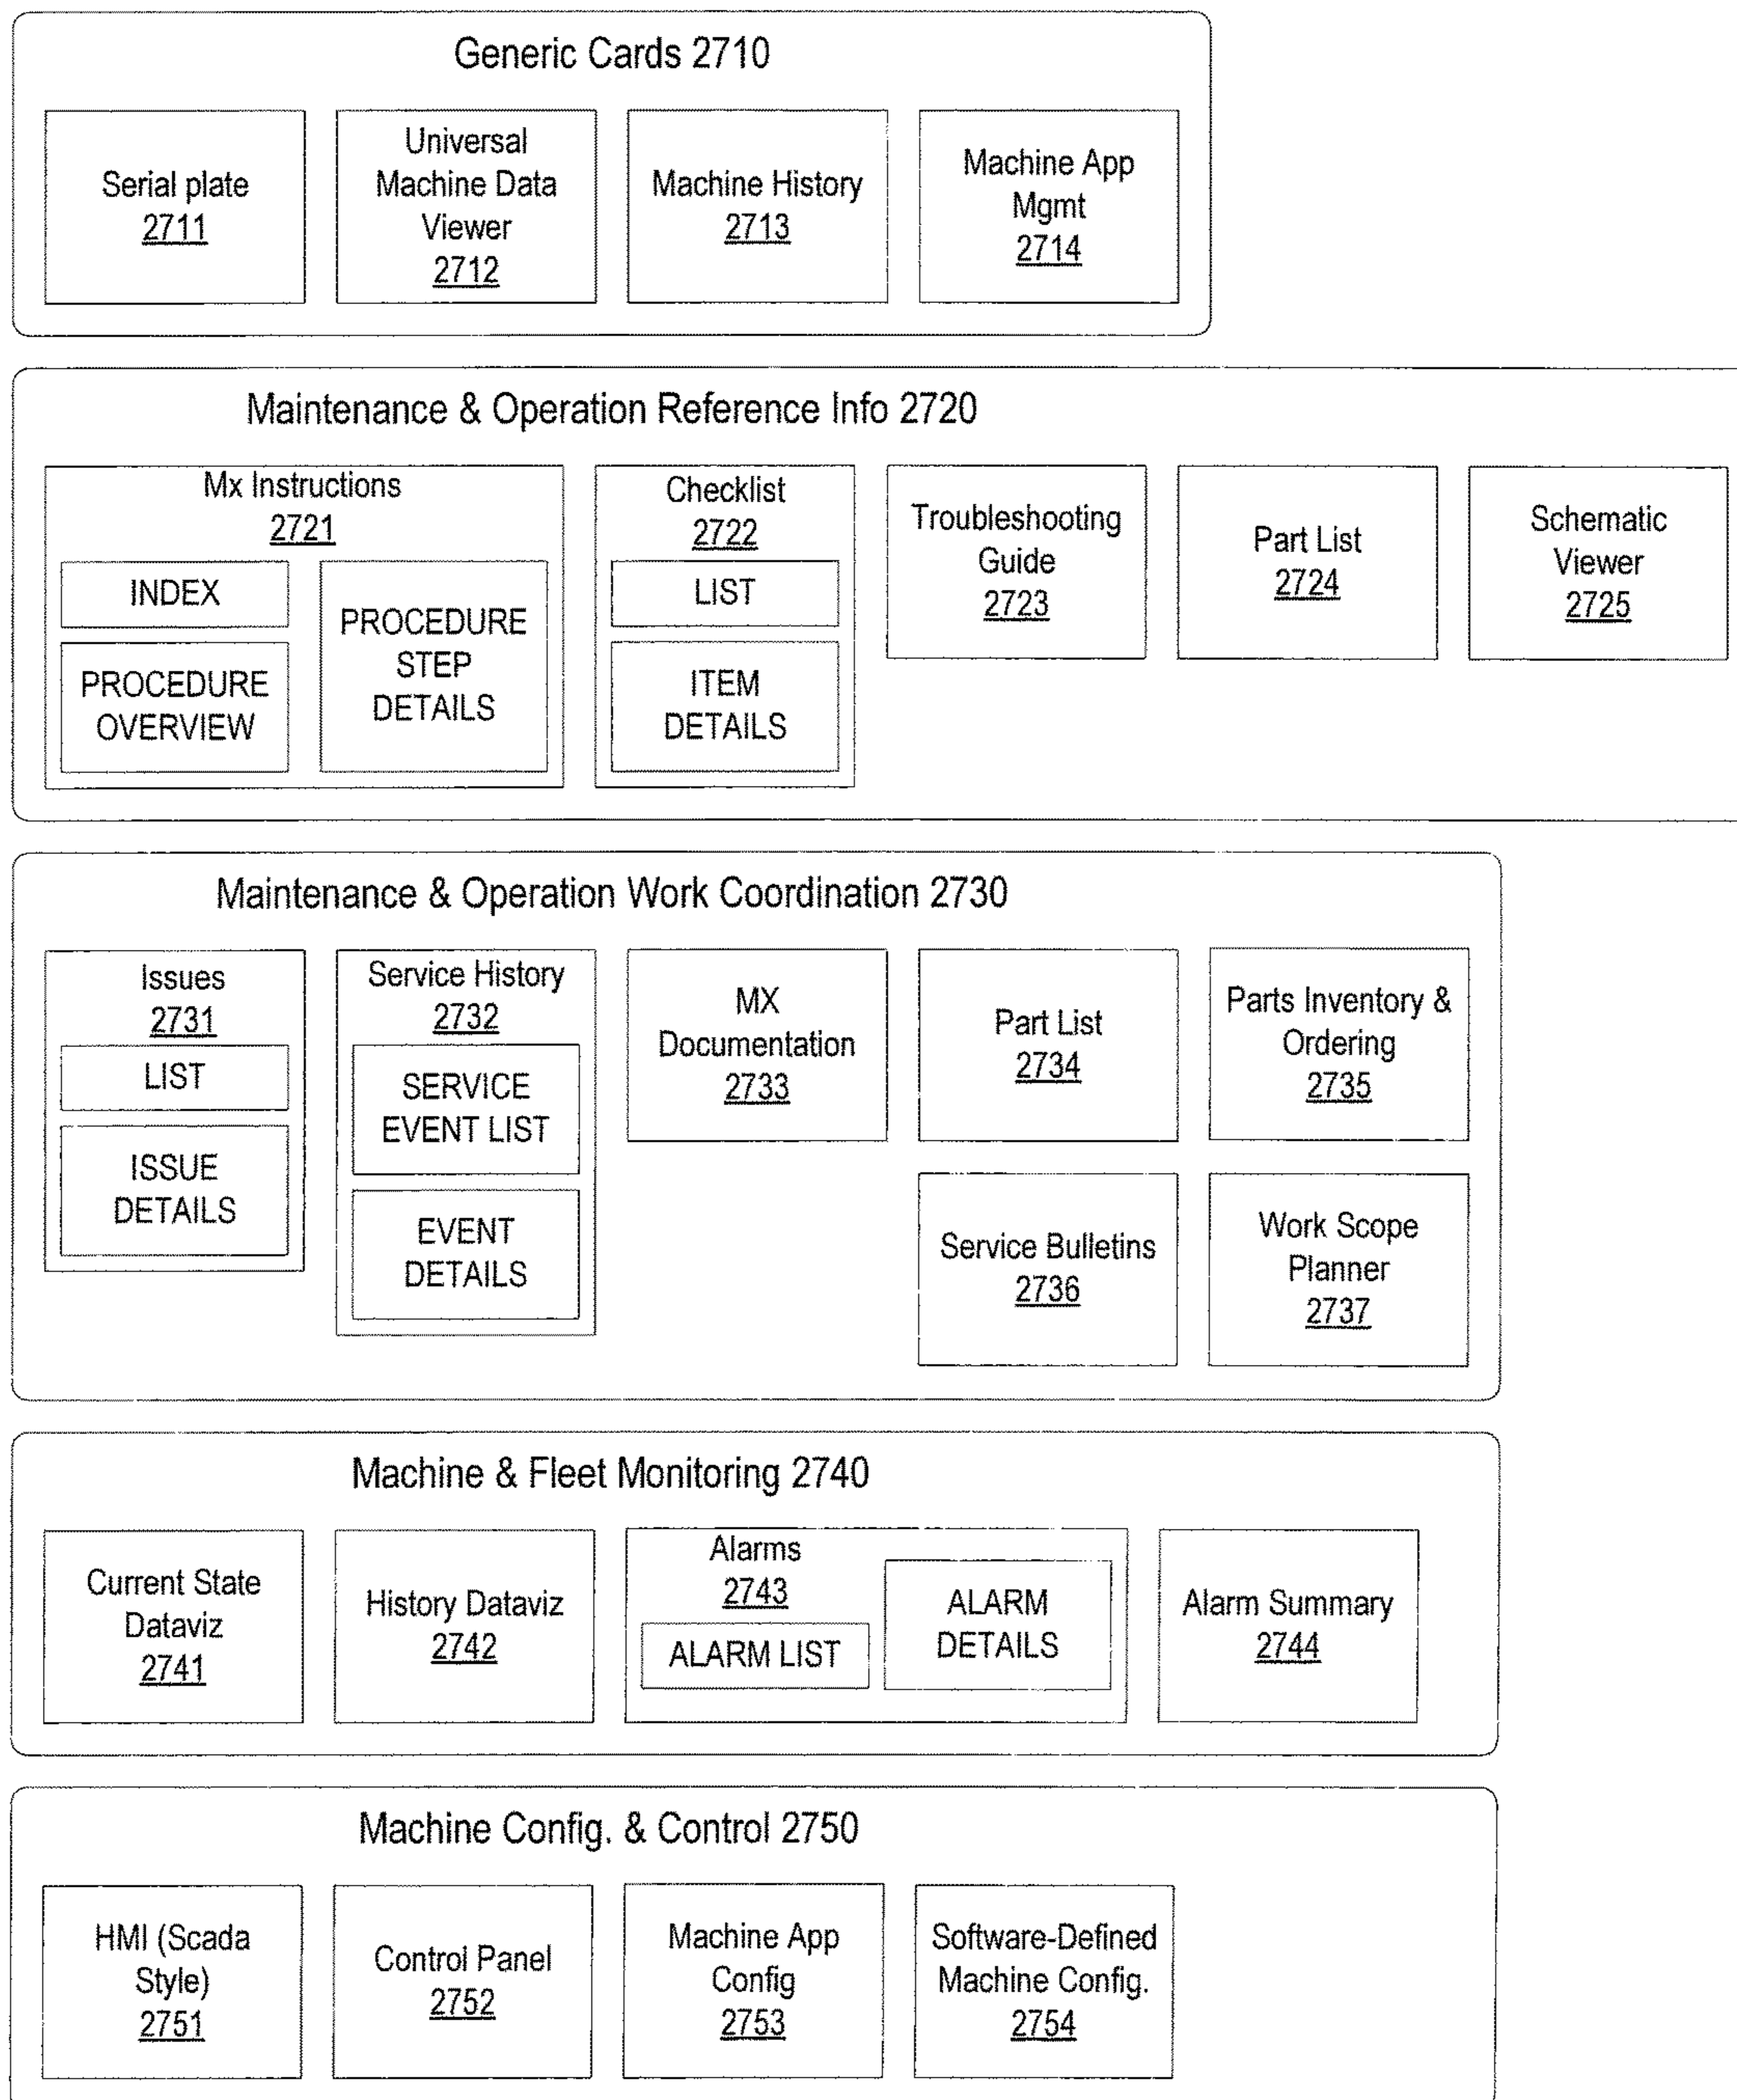 Generic Cards 2710
Serial plate
2711
Universal
Machine Data
Viewer
2712
Machine History
2713
Machine App
Mgmt
2714
Maintenance & Operation Reference Info 2720
Mx Instructions
2721
INDEX
PROCEDURE
OVERVIEW
PROCEDURE
STEP
DETAILS
Checklist
2722
LIST
ITEM
DETAILS
Troubleshooting
Guide
2723
Part List
2724
Schematic
Viewer
2725
Maintenance & Operation Work Coordination 2730
Issues
2731
LIST
ISSUE
DETAILS
Service History
2732
SERVICE
EVENT LIST
EVENT
DETAILS
MX
Documentation
2733
Part List
2734
Parts Inventory &
Ordering
2735
Service Bulletins
2736
Work Scope
Planner
2737
Machine & Fleet Monitoring 2740
Current State
Dataviz
2741
History Dataviz
2742
Alarms
2743
ALARM LIST
ALARM
DETAILS
Alarm Summary
2744
Machine Config. & Control 2750
HMI (Scada
Style)
2751
Control Panel
2752
Machine App
Config
2753
Software-Defined
Machine Config.
2754